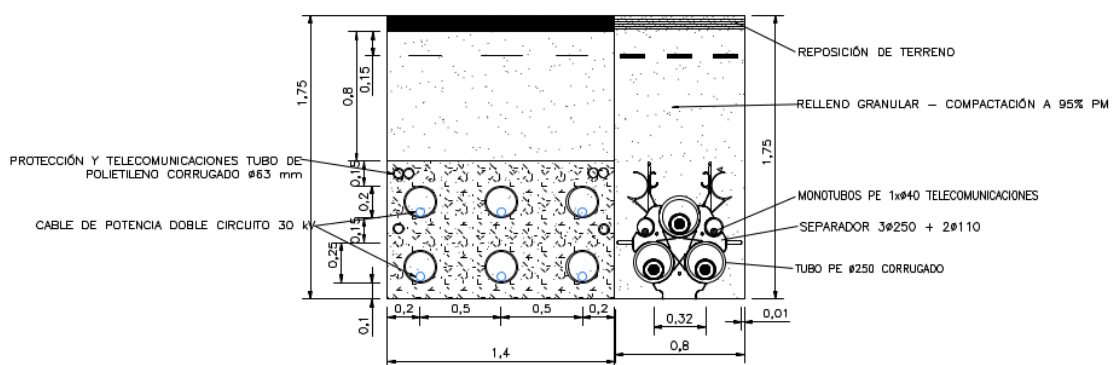 REPOSICIÓN DE TERRENO
0,15
0,8
1,75
RELLENO GRANULAR – COMPACTACIÓN A 95% PM
1,75
PROTECCIÓN Y TELECOMUNICACIONES TUBO DE
POLIETILENO CORRUGADO Ø63 mm
0,15
0,2
MONOTUBOS PE 1xø40 TELECOMUNICACIONES
CABLE DE POTENCIA DOBLE CIRCUITO 30 kV
0,15
SEPARADOR 3ø250 + 2ø110
0,25
TUBO PE ø250 CORRUGADO
0,1
0,2
0,5
0,5
0,2
0,32
0,01
1,4
0,8